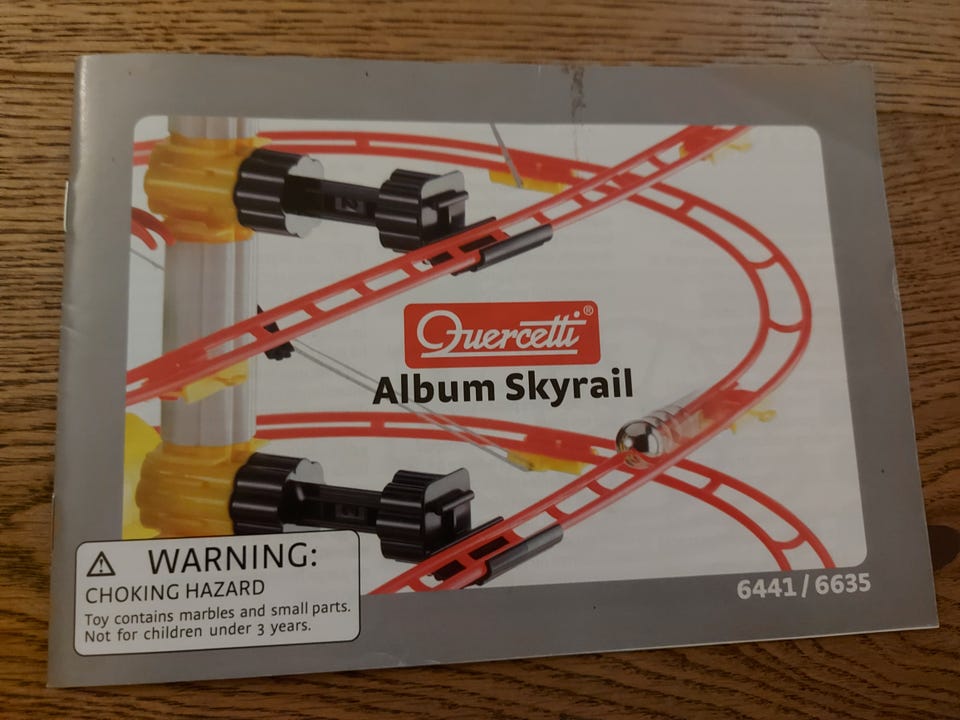 Quercetti®
Album Skyrail
WARNING:
CHOKING HAZARD
Toy contains marbles and small parts.
Not for children under 3 years.
6441 / 6635